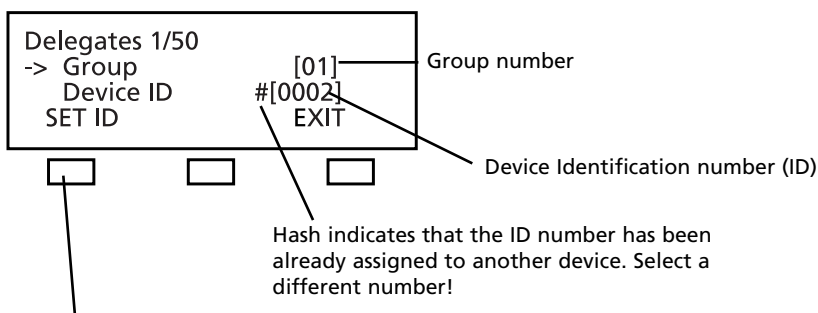 Delegates 1/50
-> Group [01]
Group number
Device ID #[0002]
SET ID EXIT
Device Identification number (ID)
Hash indicates that the ID number has been
already assigned to another device. Select a
different number!